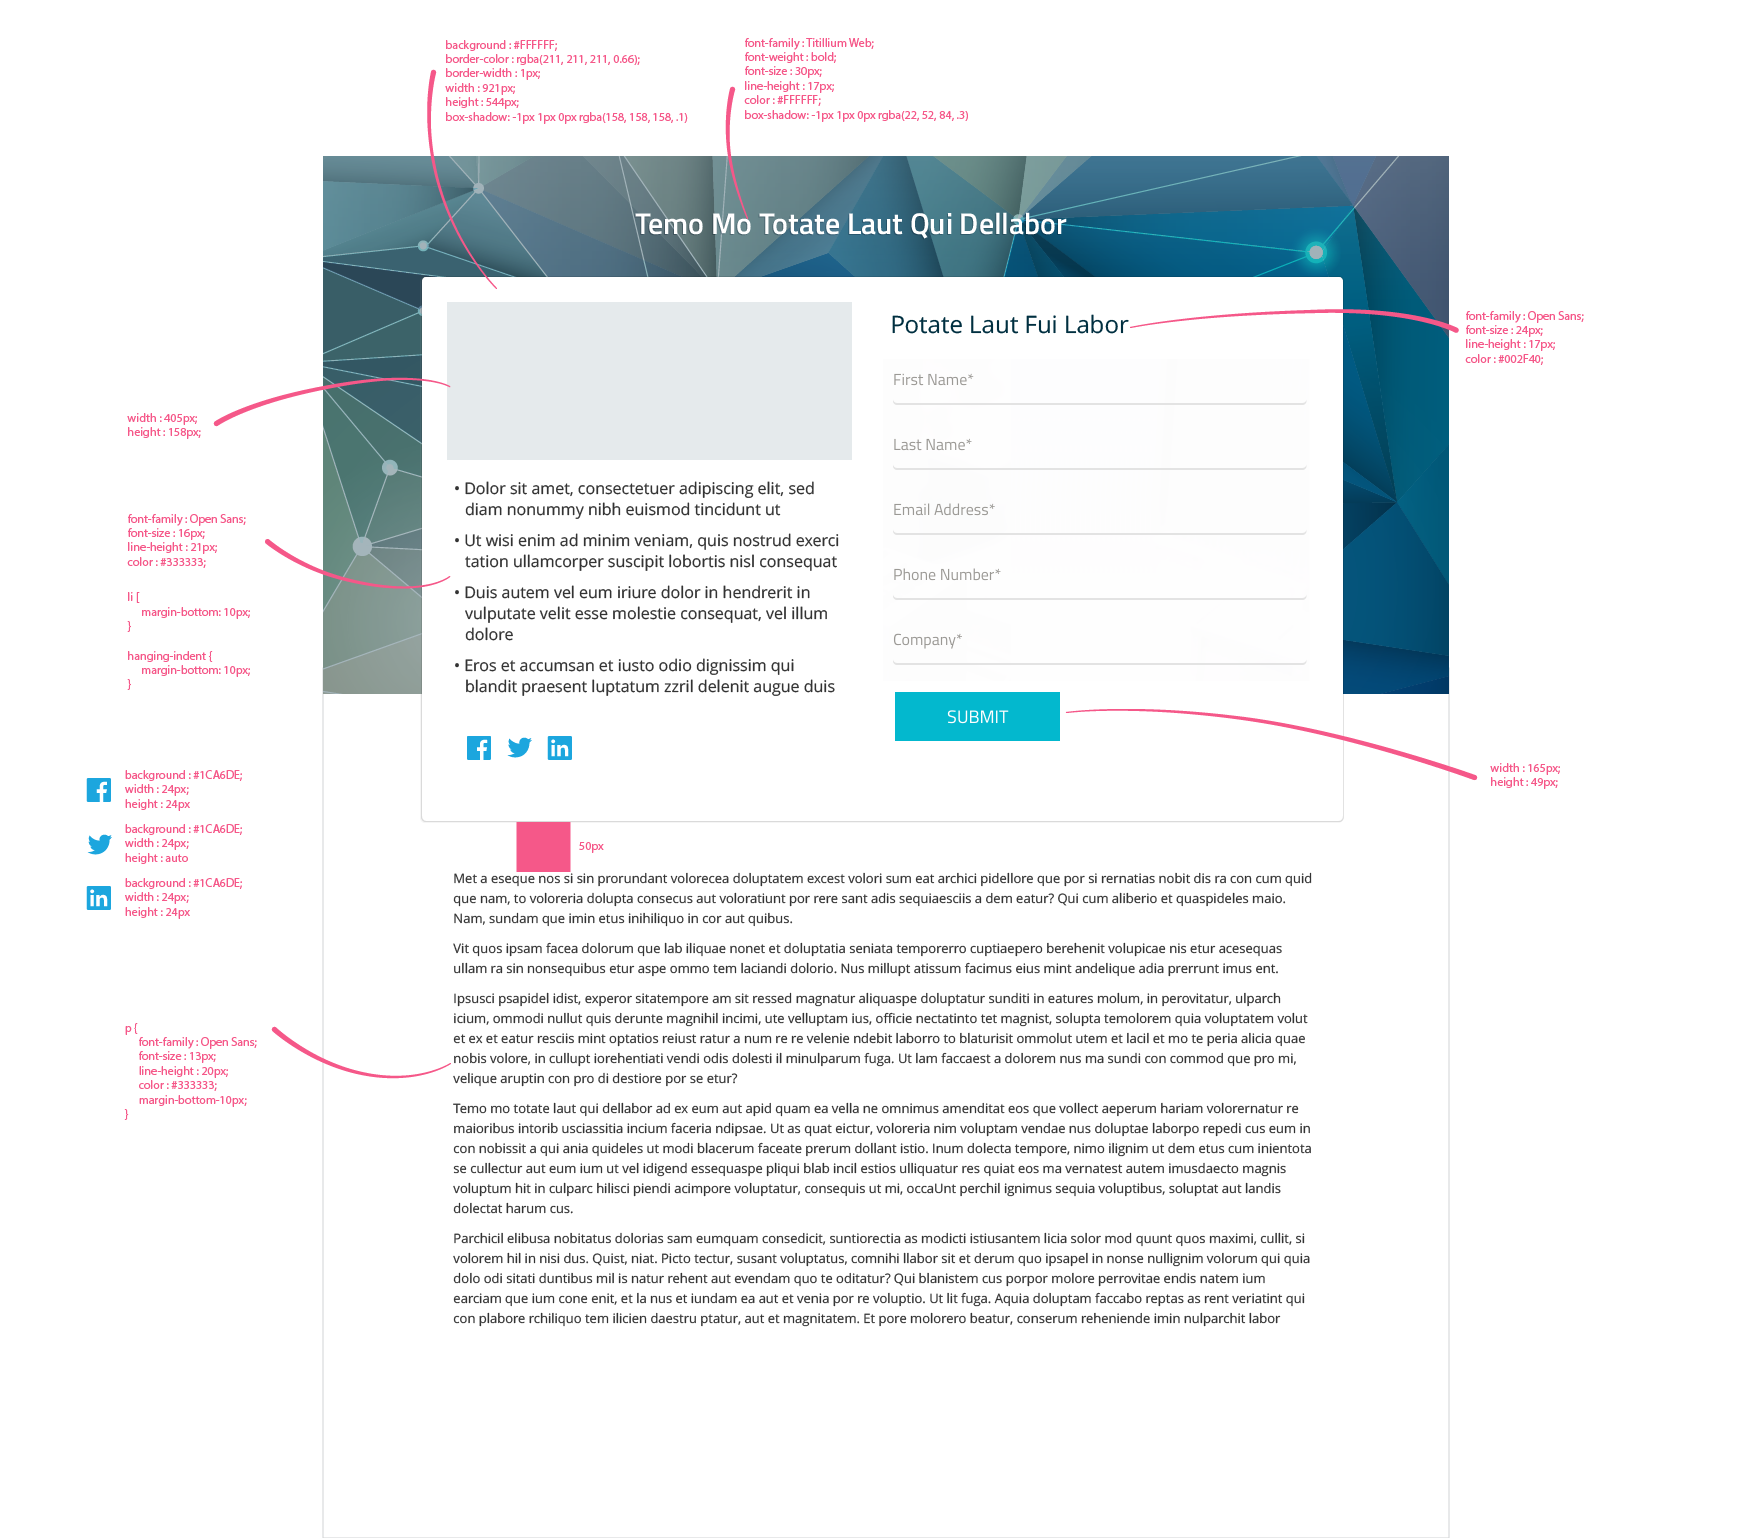 background : #FFFFFF;
border-color : rgba(211, 211, 211, 0.66);
border-width : 1px;
width : 921px;
height : 544px;
box-shadow: -1px 1px 0px rgba(158, 158, 158, .1)
font-family : Titillium Web;
font-weight : bold;
font-size : 30px;
line-height : 17px;
color : #FFFFFF;
box-shadow: -1px 1px 0px rgba(22, 52, 84, .3)
Temo Mo Totate Laut Qui Dellabor
Potate Laut Fui Labor
font-family : Open Sans;
font-size : 24px;
line-height : 17px;
color : #002F40;
First Name*
Last Name*
Email Address*
Phone Number*
Company*
SUBMIT
width : 165px;
height : 49px;
width : 405px;
height : 158px;
• Dolor sit amet, consectetuer adipiscing elit, sed
diam nonummy nibh euismod tincidunt ut
• Ut wisi enim ad minim veniam, quis nostrud exerci
tation ullamcorper suscipit lobortis nisl consequat
• Duis autem vel eum iriure dolor in hendrerit in
vulputate velit esse molestie consequat, vel illum
dolore
• Eros et accumsan et iusto odio dignissim qui
blandit praesent luptatum zzril delenit augue duis
font-family : Open Sans;
font-size : 16px;
line-height : 21px;
color : #333333;
li [
margin-bottom: 10px;
}
hanging-indent {
margin-bottom: 10px;
}
background : #1CA6DE;
width : 24px;
height : 24px
background : #1CA6DE;
width : 24px;
height : auto
background : #1CA6DE;
width : 24px;
height : 24px
50px
Met a eseque nos si sin prorundant volorecea doluptatem excest volori sum eat archici pidellore que por si rernatias nobit dis ra con cum quid
que nam, to voloreria dolupta consecus aut voloratiunt por rere sant adis sequiaesciis a dem eatur? Qui cum aliberio et quaspideles maio.
Nam, sundam que imin etus inihiliquo in cor aut quibus.
Vit quos ipsam facea dolorum que lab iliquae nonet et doluptatia seniata temporerro cuptiaepero berehenit volupicae nis etur acesequas
ullam ra sin nonsequibus etur aspe ommo tem laciandi dolorio. Nus millupt atissum facimus eius mint andelique adia prerrunt imus ent.
Ipsusci psapidel idist, experor sitatempore am sit ressed magnatur aliquaspe doluptatur sunditi in eatures molum, in perovitatur, ulparch
icium, ommodi nullut quis derunte magnihil incimi, ute velluptam ius, officie nectatinto tet magnist, solupta temolorem quia voluptatem volut
et ex et eatur resciis mint optatios reiust ratur a num re re velenie ndebit laborro to blaturisit ommolut utem et lacil et mo te peria alicia quae
nobis volore, in cullupt iorehentiati vendi odis dolesti il minulparum fuga. Ut lam faccaest a dolorem nus ma sundi con commod que pro mi,
velique aruptin con pro di destiore por se etur?
p {
font-family : Open Sans;
font-size : 13px;
line-height : 20px;
color : #333333;
margin-bottom-10px;
}
Temo mo totate laut qui dellabor ad ex eum aut apid quam ea vella ne omnimus amenditat eos que vollect aeperum hariam volorernatur re
maioribus intorib usciassitia incium faceria ndipsae. Ut as quat eictur, voloreria nim voluptam vendae nus doluptae laborpo repedi cus eum in
con nobissit a qui ania quideles ut modi blacerum faceate prerum dollant istio. Inum dolecta tempore, nimo ilignim ut dem etus cum inientota
se cullectur aut eum ium ut vel idigend essequaspe pliqui blab incil estios ulliquatur res quiat eos ma vernatest autem imusdaecto magnis
voluptum hit in culparc hilisci piendi acimpore voluptatur, consequis ut mi, occaUnt perchil ignimus sequia voluptibus, soluptat aut landis
dolectat harum cus.
Parchicil elibusa nobitatus dolorias sam eumquam consedicit, suntiorectia as modicti istiusantem licia solor mod quunt quos maximi, cullit, si
volorem hil in nisi dus. Quist, niat. Picto tectur, susant voluptatus, comnihi llabor sit et derum quo ipsapel in nonse nullignim volorum qui quia
dolo odi sitati duntibus mil is natur rehent aut evendam quo te oditatur? Qui blanistem cus porpor molore perrovitae endis natem ium
earciam que ium cone enit, et la nus et iundam ea aut et venia por re voluptio. Ut lit fuga. Aquia doluptam faccabo reptas as rent veriatint qui
con plabore rchiliquo tem ilicien daestru ptatur, aut et magnitatem. Et pore molorero beatur, conserum reheniende imin nulparchit labor